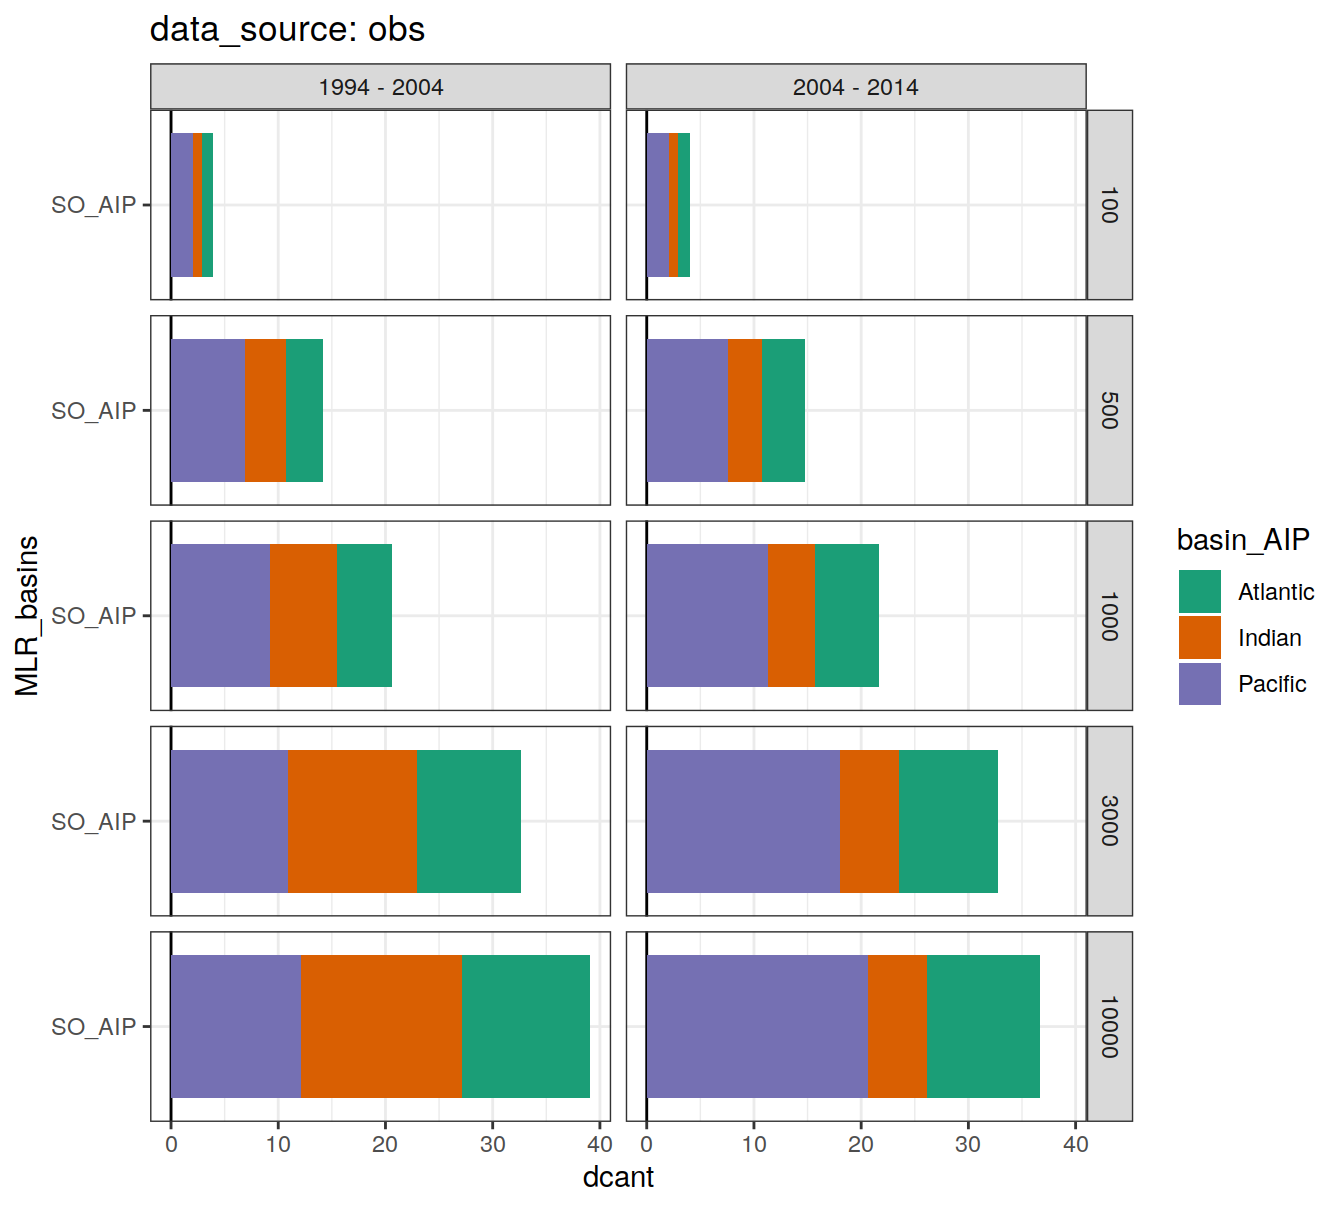 data_source: obs
1994 - 2004
2004 - 2014
SO_AIP
100
SO_AIP
500
SO_AIP
1000
SO_AIP
3000
SO_AIP
10000
MLR_basins
0 10 20 30 40
0 10 20 30 40
dcant
basin_AIP
Atlantic
Indian
Pacific